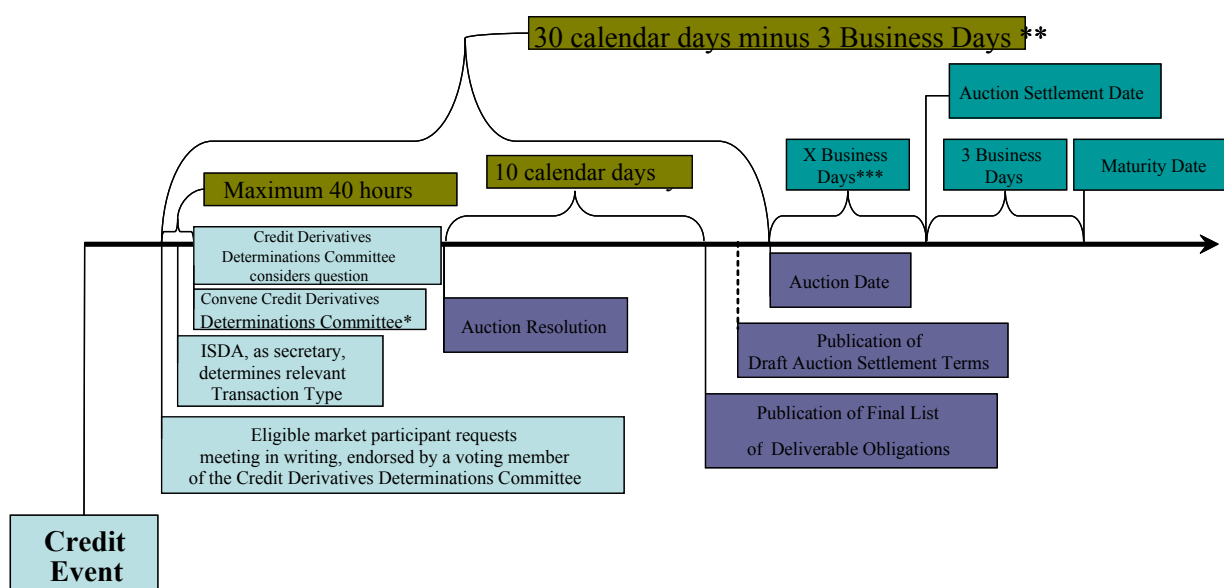 30 calendar days minus 3 Business Days **
Auction Settlement Date
X Business
Days***
3 Business
Days
Maturity Date
10 calendar days
Maximum 40 hours
Credit Derivatives
Determinations Committee
considers question
Convene Credit Derivatives
Determinations Committee*
Auction Resolution
Auction Date
ISDA, as secretary,
determines relevant
Transaction Type
Publication of
Draft Auction Settlement Terms
Eligible market participant requests
meeting in writing, endorsed by a voting member
of the Credit Derivatives Determinations Committee
Publication of Final List
of Deliverable Obligations
Credit
Event